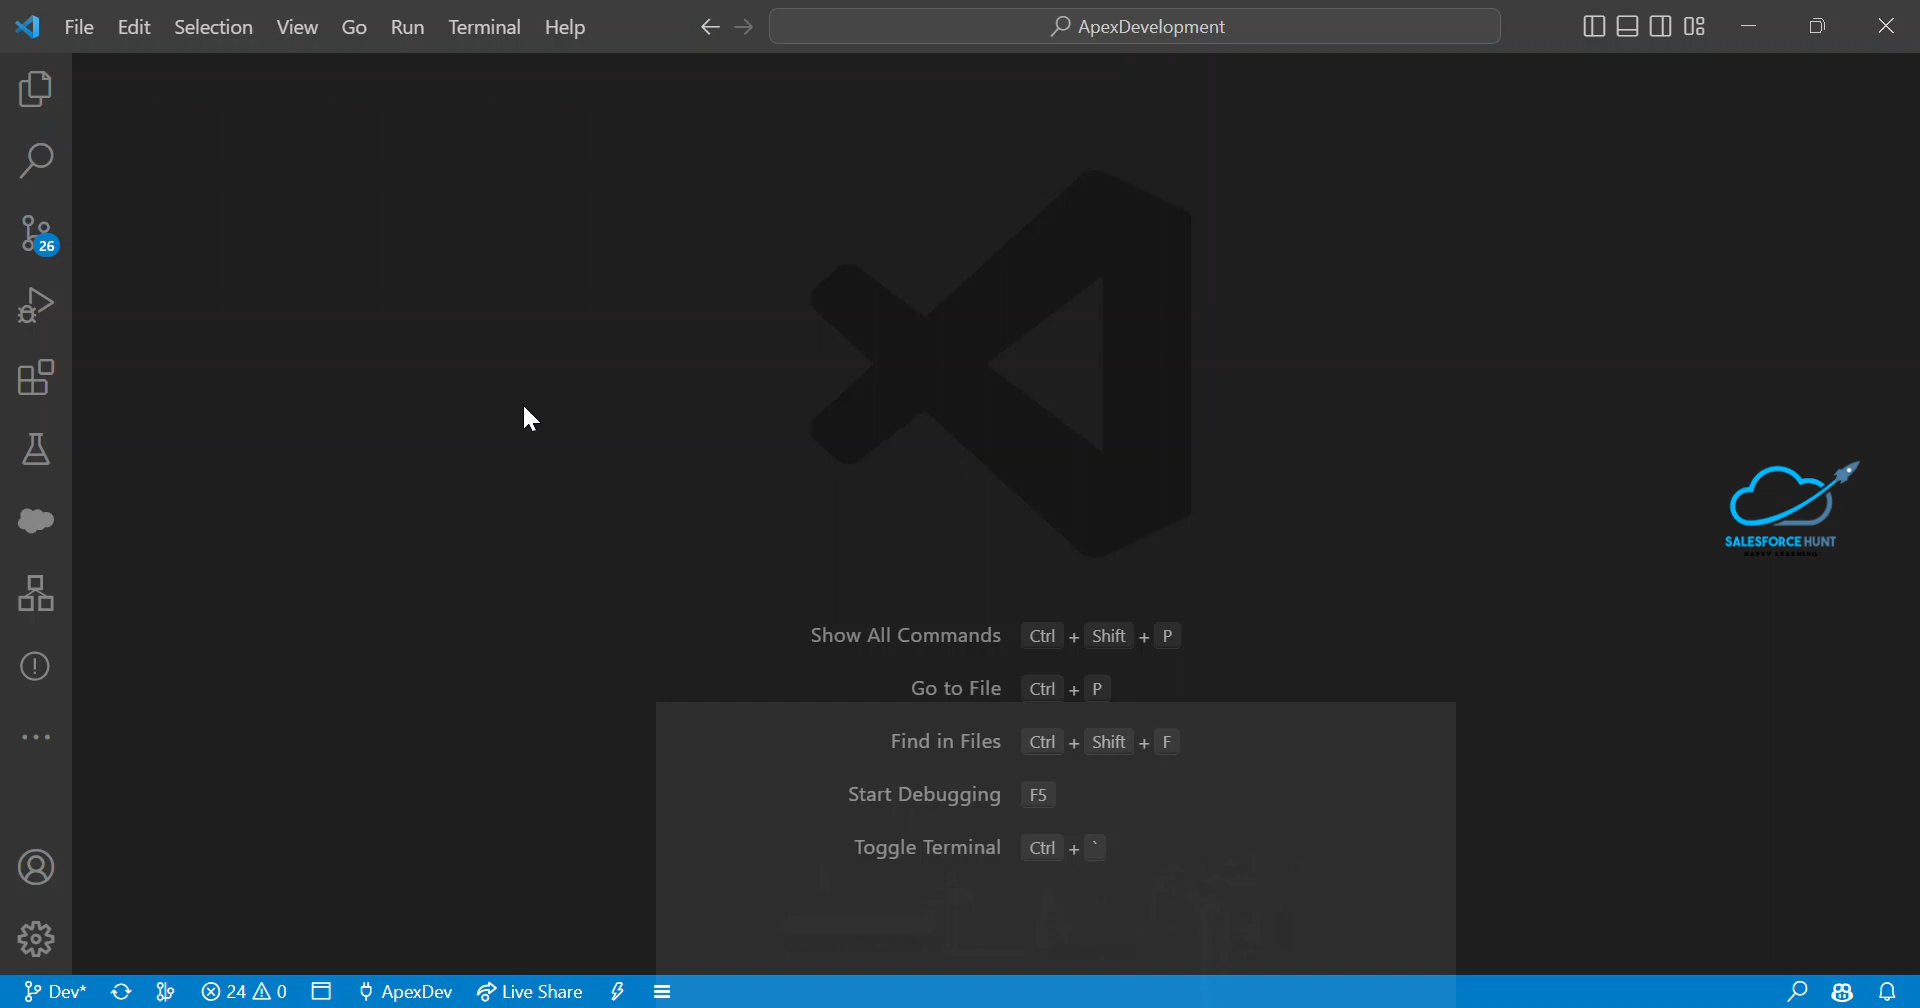 File Edit Selection View Go Run Terminal Help ApexDevelopment
26
SALESFORCE HUNT
Show All Commands Ctrl + Shift + P
Go to File Ctrl + P
Find in Files Ctrl + Shift + F
Start Debugging F5
Toggle Terminal Ctrl + `
Dev* 24 0 ApexDev Live Share